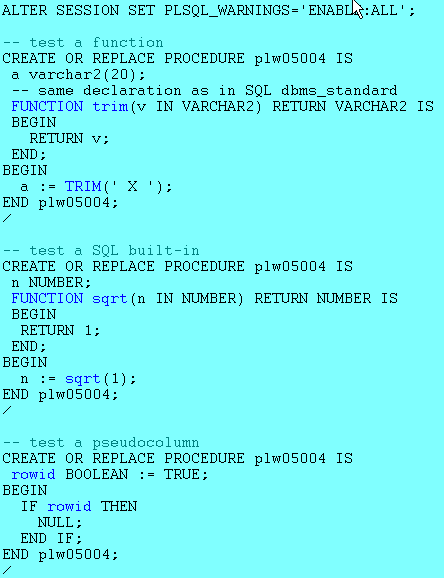 ALTER SESSION SET PLSQL_WARNINGS='ENABLE:ALL';
-- test a function
CREATE OR REPLACE PROCEDURE plw05004 IS
a varchar2(20);
-- same declaration as in SQL dbms_standard
FUNCTION trim(v IN VARCHAR2) RETURN VARCHAR2 IS
BEGIN
RETURN v;
END;
BEGIN
a := TRIM(' X ');
END plw05004;
/
-- test a SQL built-in
CREATE OR REPLACE PROCEDURE plw05004 IS
n NUMBER;
FUNCTION sqrt(n IN NUMBER) RETURN NUMBER IS
BEGIN
RETURN 1;
END;
BEGIN
n := sqrt(1);
END plw05004;
/
-- test a pseudocolumn
CREATE OR REPLACE PROCEDURE plw05004 IS
rowid BOOLEAN := TRUE;
BEGIN
IF rowid THEN
NULL;
END IF;
END plw05004;
/